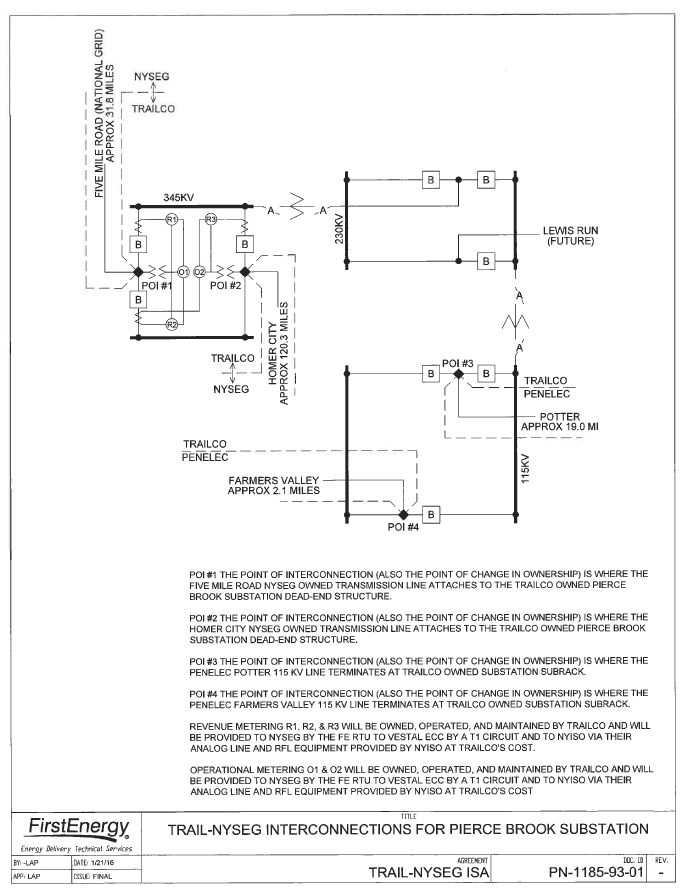 FIVE MILE ROAD (NATIONAL GRID)
APPROX 31.8 MILES
NYSEG
TRAILCO
345KV
R1
R3
B
B
O1
O2
POI #1
POI #2
B
R2
A
A
230KV
B
B
B
LEWIS RUN
(FUTURE)
A
A
TRAILCO
NYSEG
HOMER CITY
APPROX 120.3 MILES
POI #3
B
B
TRAILCO
PENELEC
POTTER
APPROX 19.0 MI
115KV
TRAILCO
PENELEC
FARMERS VALLEY
APPROX 2.1 MILES
B
POI #4
POI #1 THE POINT OF INTERCONNECTION (ALSO THE POINT OF CHANGE IN OWNERSHIP) IS WHERE THE
FIVE MILE ROAD NYSEG OWNED TRANSMISSION LINE ATTACHES TO THE TRAILCO OWNED PIERCE
BROOK SUBSTATION DEAD-END STRUCTURE.
POI #2 THE POINT OF INTERCONNECTION (ALSO THE POINT OF CHANGE IN OWNERSHIP) IS WHERE THE
HOMER CITY NYSEG OWNED TRANSMISSION LINE ATTACHES TO THE TRAILCO OWNED PIERCE BROOK
SUBSTATION DEAD-END STRUCTURE.
POI #3 THE POINT OF INTERCONNECTION (ALSO THE POINT OF CHANGE IN OWNERSHIP) IS WHERE THE
PENELEC POTTER 115 KV LINE TERMINATES AT TRAILCO OWNED SUBSTATION SUBRACK.
POI #4 THE POINT OF INTERCONNECTION (ALSO THE POINT OF CHANGE IN OWNERSHIP) IS WHERE THE
PENELEC FARMERS VALLEY 115 KV LINE TERMINATES AT TRAILCO OWNED SUBSTATION SUBRACK.
REVENUE METERING R1, R2, & R3 WILL BE OWNED, OPERATED, AND MAINTAINED BY TRAILCO AND WILL
BE PROVIDED TO NYSEG BY THE FE RTU TO VESTAL ECC BY A T1 CIRCUIT AND TO NYISO VIA THEIR
ANALOG LINE AND RFL EQUIPMENT PROVIDED BY NYISO AT TRAILCO'S COST.
OPERATIONAL METERING O1 & O2 WILL BE OWNED, OPERATED, AND MAINTAINED BY TRAILCO AND WILL
BE PROVIDED TO NYSEG BY THE FE RTU TO VESTAL ECC BY A T1 CIRCUIT AND TO NYISO VIA THEIR
ANALOG LINE AND RFL EQUIPMENT PROVIDED BY NYISO AT TRAILCO'S COST
FirstEnergy
Energy Delivery Technical Services
TITLE
TRAIL-NYSEG INTERCONNECTIONS FOR PIERCE BROOK SUBSTATION
BY: -LAP
DATE: 1/21/16
APP: LAP
ISSUE: FINAL
AGREEMENT
TRAIL-NYSEG ISA
DOC. ID
PN-1185-93-01
REV.
-